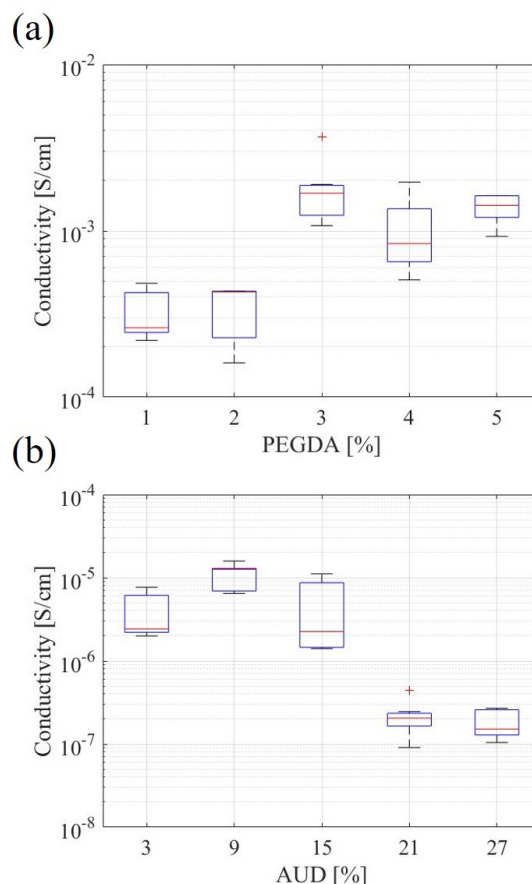 (a)
10^-2
10^-3
10^-4
Conductivity [S/cm]
1 2 3 4 5
PEGDA [%]
(b)
10^-4
10^-5
10^-6
10^-7
10^-8
Conductivity [S/cm]
3 9 15 21 27
AUD [%]